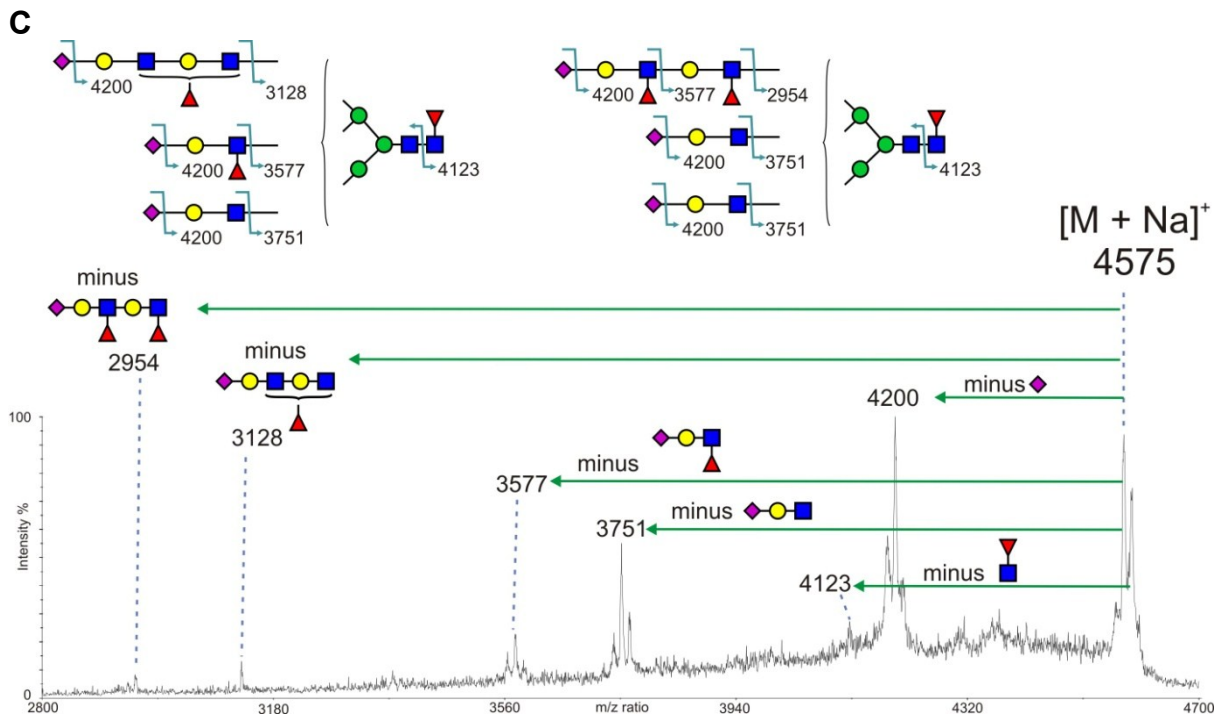 C
4200 3128
4200 3577
4200 3751
4123
4200 3577 2954
4200 3751
4200 3751
4123
[M + Na]+
4575
minus
2954
minus
3128
minus
4200
minus
3577
minus
3751
minus
4123
100
Intensity %
0
2800 3180 3560 m/z ratio 3940 4320 4700